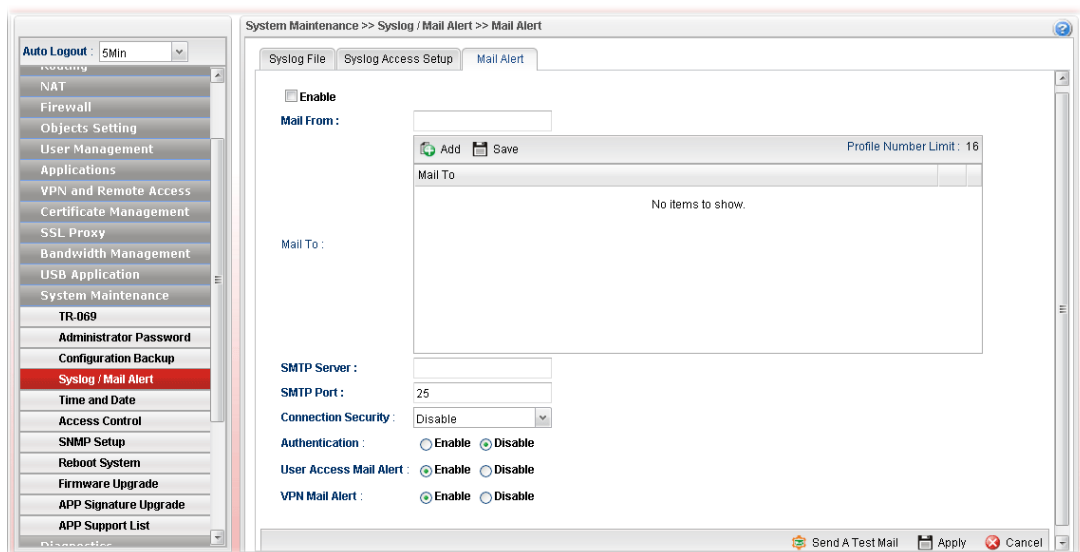 System Maintenance >> Syslog / Mail Alert >> Mail Alert
Auto Logout : 5Min
Routing
NAT
Firewall
Objects Setting
User Management
Applications
VPN and Remote Access
Certificate Management
SSL Proxy
Bandwidth Management
USB Application
System Maintenance
TR-069
Administrator Password
Configuration Backup
Syslog / Mail Alert
Time and Date
Access Control
SNMP Setup
Reboot System
Firmware Upgrade
APP Signature Upgrade
APP Support List
Diagnostics
Syslog File Syslog Access Setup Mail Alert
Enable
Mail From :
Add Save Profile Number Limit : 16
Mail To
No items to show.
Mail To :
SMTP Server :
SMTP Port : 25
Connection Security : Disable
Authentication : Enable Disable
User Access Mail Alert : Enable Disable
VPN Mail Alert : Enable Disable
Send A Test Mail Apply Cancel